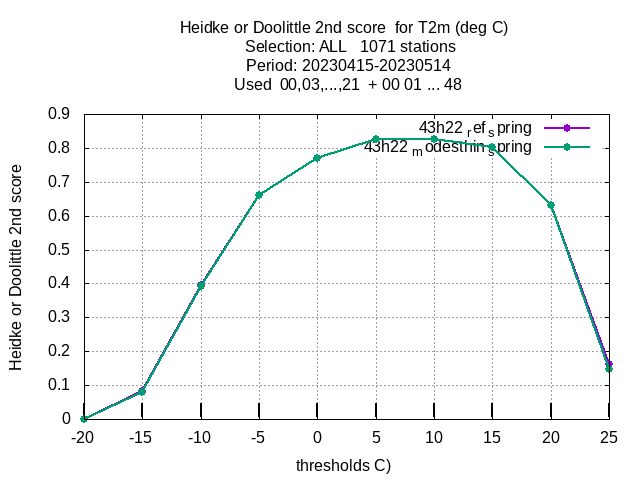 Heidke or Doolittle 2nd score  for T2m (deg C)
Selection: ALL   1071 stations
Period: 20230415-20230514
Used  00,03,...,21  + 00 01 ... 48
43h22 ref spring
43h22 modesthin spring
Heidke or Doolittle 2nd score
0.9
0.8
0.7
0.6
0.5
0.4
0.3
0.2
0.1
0
-20 -15 -10 -5 0 5 10 15 20 25
thresholds C)